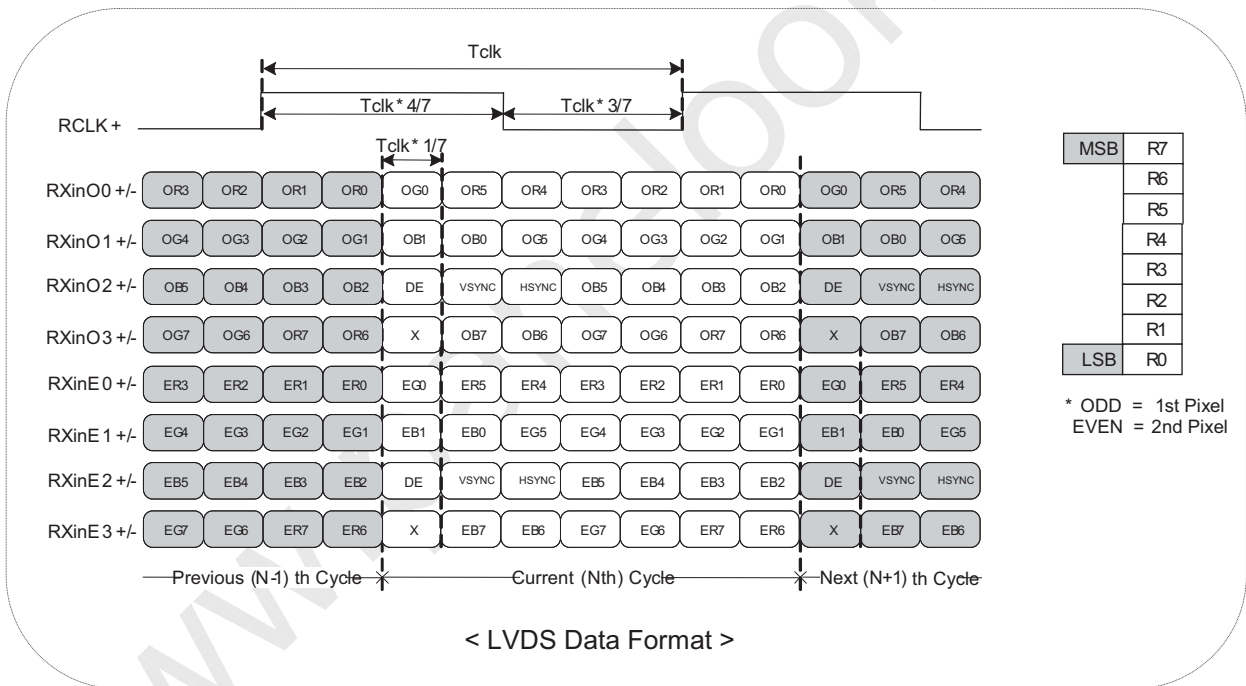 Tclk
Tclk* 4/7 Tclk* 3/7
RCLK +
Tclk* 1/7
RXinO0 +/- OR3 OR2 OR1 OR0 OG0 OR5 OR4 OR3 OR2 OR1 OR0 OG0 OR5 OR4
RXinO1 +/- OG4 OG3 OG2 OG1 OB1 OB0 OG5 OG4 OG3 OG2 OG1 OB1 OB0 OG5
RXinO2 +/- OB5 OB4 OB3 OB2 DE VSYNC HSYNC OB5 OB4 OB3 OB2 DE VSYNC HSYNC
RXinO3 +/- OG7 OG6 OR7 OR6 X OB7 OB6 OG7 OG6 OR7 OR6 X OB7 OB6
RXinE0 +/- ER3 ER2 ER1 ER0 EG0 ER5 ER4 ER3 ER2 ER1 ER0 EG0 ER5 ER4
RXinE1 +/- EG4 EG3 EG2 EG1 EB1 EB0 EG5 EG4 EG3 EG2 EG1 EB1 EB0 EG5
RXinE2 +/- EB5 EB4 EB3 EB2 DE VSYNC HSYNC EB5 EB4 EB3 EB2 DE VSYNC HSYNC
RXinE3 +/- EG7 EG6 ER7 ER6 X EB7 EB6 EG7 EG6 ER7 ER6 X EB7 EB6
Previous (N-1) th Cycle Current (Nth) Cycle Next (N+1) th Cycle
MSB R7
R6
R5
R4
R3
R2
R1
LSB R0
* ODD = 1st Pixel
EVEN = 2nd Pixel
< LVDS Data Format >